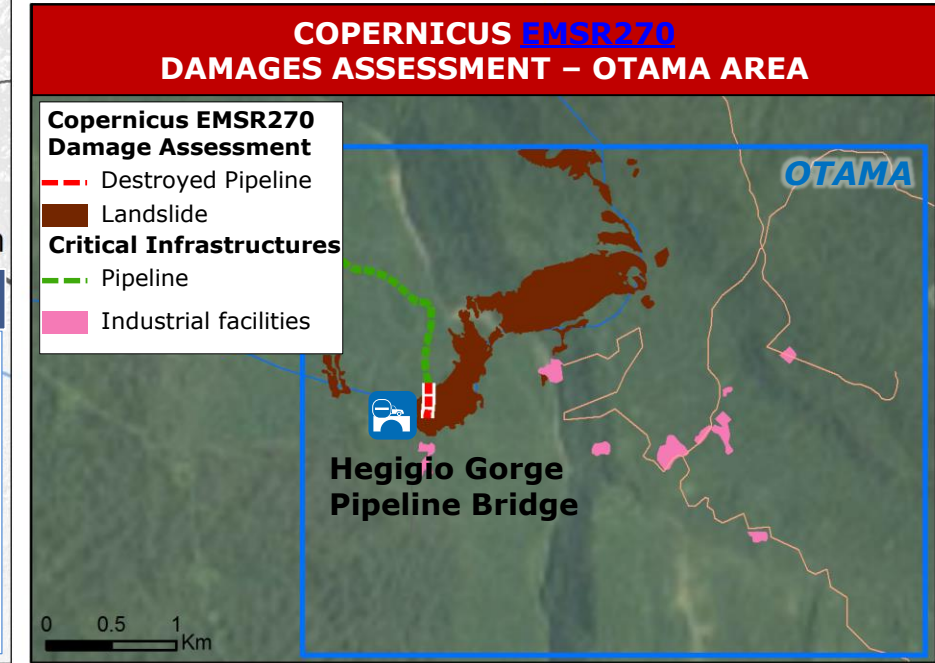 COPERNICUS EMSR270
DAMAGES ASSESSMENT – OTAMA AREA
Copernicus EMSR270
Damage Assessment
Destroyed Pipeline
Landslide
Critical Infrastructures
Pipeline
Industrial facilities
OTAMA
Hegigio Gorge
Pipeline Bridge
0 0.5 1
Km